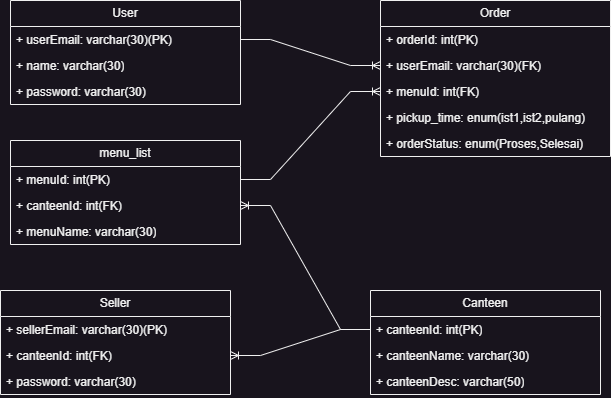 User
+ userEmail: varchar(30)(PK)
+ name: varchar(30)
+ password: varchar(30)
Order
+ orderId: int(PK)
+ userEmail: varchar(30)(FK)
+ menuId: int(FK)
+ pickup_time: enum(ist1,ist2,pulang)
+ orderStatus: enum(Proses,Selesai)
menu_list
+ menuId: int(PK)
+ canteenId: int(FK)
+ menuName: varchar(30)
Seller
+ sellerEmail: varchar(30)(PK)
+ canteenId: int(FK)
+ password: varchar(30)
Canteen
+ canteenId: int(PK)
+ canteenName: varchar(30)
+ canteenDesc: varchar(50)